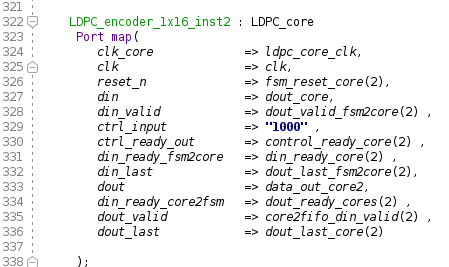 321
322 LDPC_encoder_1x16_inst2 : LDPC_core
323 Port map(
324 clk_core => ldpc_core_clk,
325 clk => clk,
326 reset_n => fsm_reset_core(2),
327 din => dout_core,
328 din_valid => dout_valid_fsm2core(2) ,
329 ctrl_input => "1000" ,
330 ctrl_ready_out => control_ready_core(2) ,
331 din_ready_fsm2core => din_ready_core(2) ,
332 din_last => dout_last_fsm2core(2),
333 dout => data_out_core2,
334 din_ready_core2fsm => dout_ready_cores(2) ,
335 dout_valid => core2fifo_din_valid(2) ,
336 dout_last => dout_last_core(2)
337
338 );